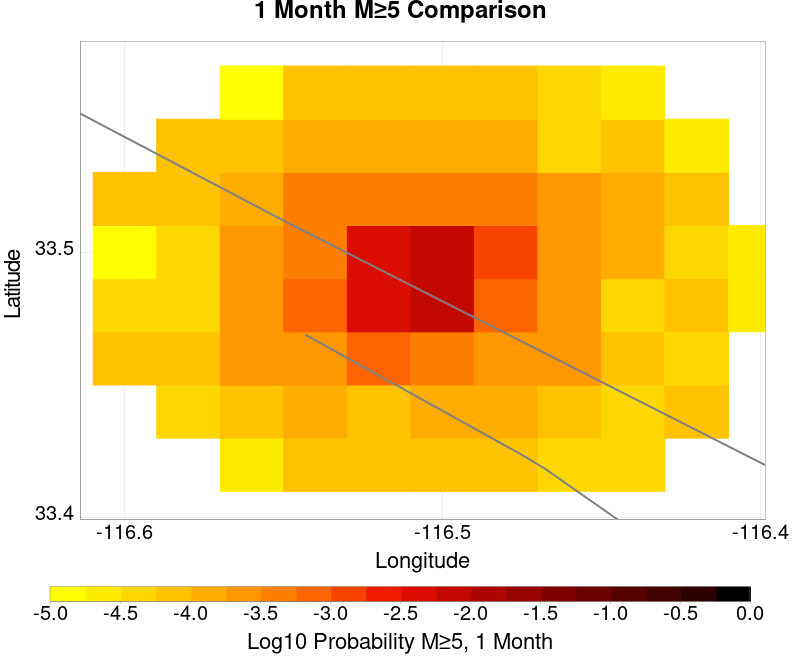 1 Month M≥5 Comparison
Latitude
33.5
33.4
-116.6 -116.5 -116.4
Longitude
-5.0 -4.5 -4.0 -3.5 -3.0 -2.5 -2.0 -1.5 -1.0 -0.5 0.0
Log10 Probability M≥5, 1 Month